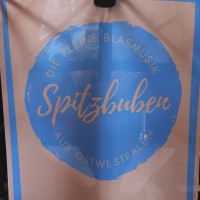 DIE KLEINE BLASMUSIK
Spitzbuben
AUS OSTWESTFALEN